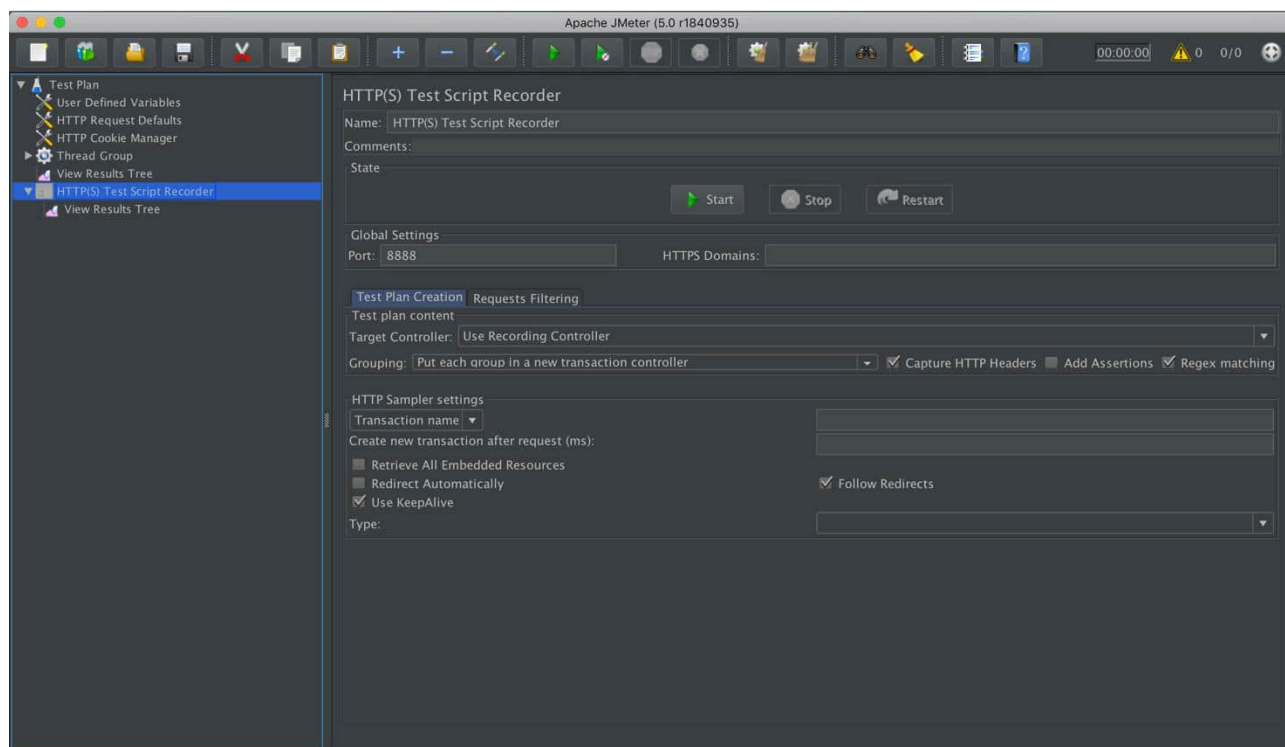 Apache JMeter (5.0 r1840935)
00:00:00 0 0/0
Test Plan
User Defined Variables
HTTP Request Defaults
HTTP Cookie Manager
Thread Group
View Results Tree
HTTP(S) Test Script Recorder
View Results Tree
HTTP(S) Test Script Recorder
Name: HTTP(S) Test Script Recorder
Comments:
State
Start Stop Restart
Global Settings
Port: 8888 HTTPS Domains:
Test Plan Creation Requests Filtering
Test plan content
Target Controller: Use Recording Controller
Grouping: Put each group in a new transaction controller Capture HTTP Headers Add Assertions Regex matching
HTTP Sampler settings
Transaction name
Create new transaction after request (ms):
Retrieve All Embedded Resources
Redirect Automatically Follow Redirects
Use KeepAlive
Type: